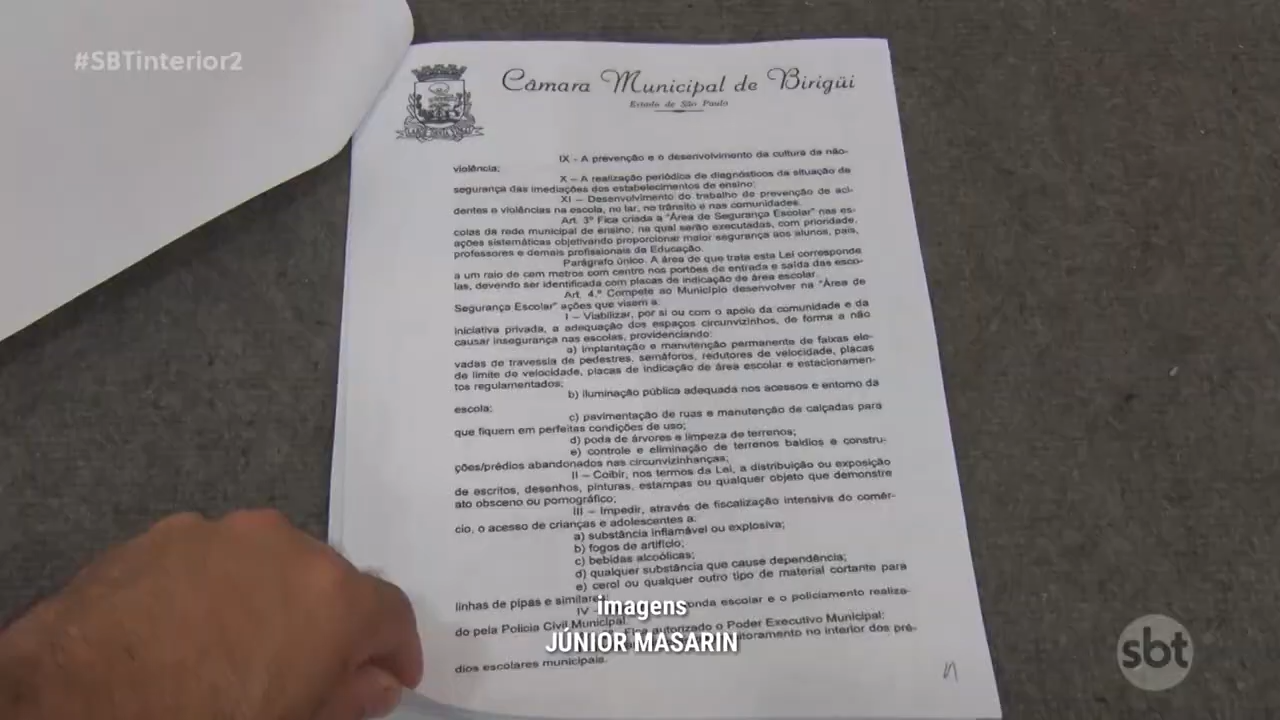 #SBTinterior2
Câmara Municipal de Birigüi
Estado de São Paulo
IX - A prevenção e o desenvolvimento da cultura da não-
violência;
X – A realização periódica de diagnósticos da situação de
segurança das imediações dos estabelecimentos de ensino;
XI – Desenvolvimento do trabalho de prevenção de aci-
dentes e violências na escola, no lar, no trânsito e nas comunidades.
Art. 3º Fica criada a “Área de Segurança Escolar” nas es-
colas da rede municipal de ensino, na qual serão executadas, com prioridade,
ações sistemáticas objetivando proporcionar maior segurança aos alunos, pais,
professores e demais profissionais da Educação.
Parágrafo único. A área de que trata esta Lei corresponde
a um raio de cem metros com centro nos portões de entrada e saída das esco-
las, devendo ser identificada com placas de indicação de área escolar.
Art. 4.º Compete ao Município desenvolver na “Área de
Segurança Escolar” ações que visem a:
I – Viabilizar, por si ou com o apoio da comunidade e da
iniciativa privada, a adequação dos espaços circunvizinhos, de forma a não
causar insegurança nas escolas, providenciando:
a) implantação e manutenção permanente de faixas ele-
vadas de travessia de pedestres, semáforos, redutores de velocidade, placas
de limite de velocidade, placas de indicação de área escolar e estacionamen-
tos regulamentados;
b) iluminação pública adequada nos acessos e entorno da
escola;
c) pavimentação de ruas e manutenção de calçadas para
que fiquem em perfeitas condições de uso;
d) poda de árvores e limpeza de terrenos;
e) controle e eliminação de terrenos baldios e constru-
ções/prédios abandonados nas circunvizinhanças;
II – Coibir, nos termos da Lei, a distribuição ou exposição
de escritos, desenhos, pinturas, estampas ou qualquer objeto que demonstre
ato obsceno ou pornográfico;
III – Impedir, através de fiscalização intensiva do comér-
cio, o acesso de crianças e adolescentes a:
a) substância inflamável ou explosiva;
b) fogos de artifício;
c) bebidas alcoólicas;
d) qualquer substância que cause dependência;
e) cerol ou qualquer outro tipo de material cortante para
linhas de pipas e similares;
IV - onda escolar e o policiamento realiza-
do pela Polícia Civil Municipal.
Fica autorizado o Poder Executivo Municipal:
itoramento no interior dos pré-
dios escolares municipais.
imagens
JÚNIOR MASARIN
sbt